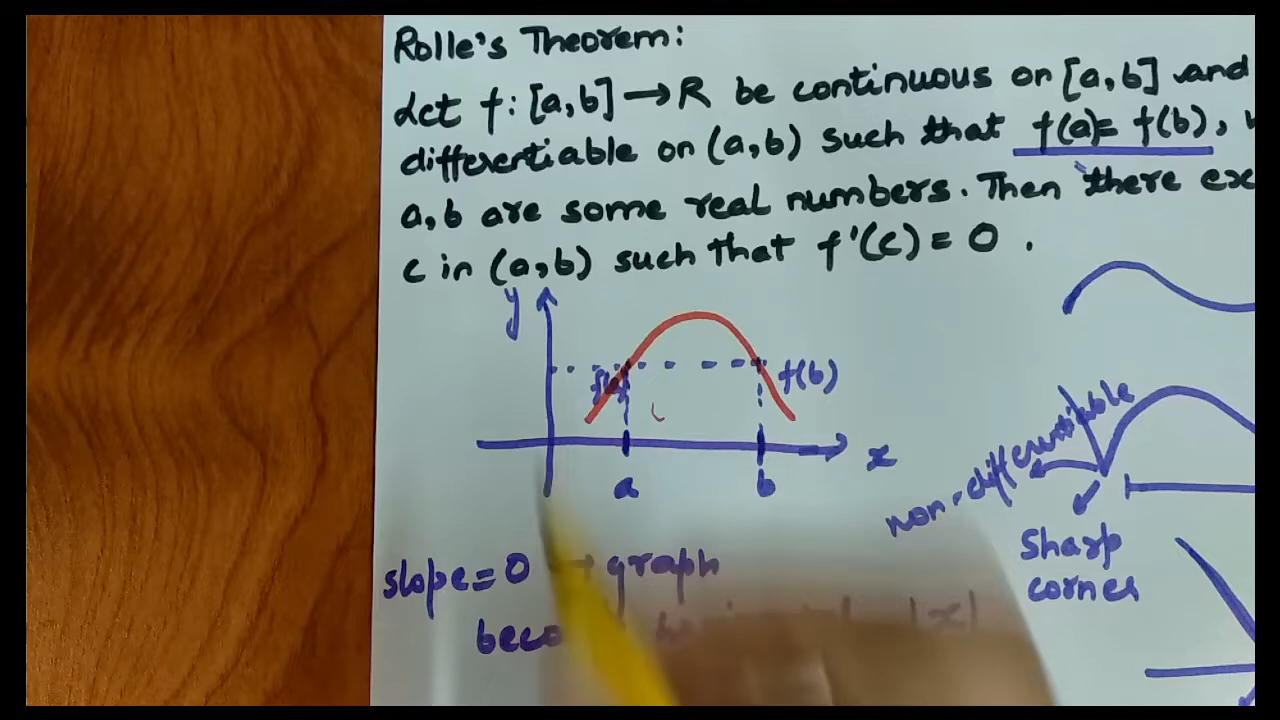 Rolle's Theorem:
Let f: [a,b] → R be continuous on [a,b] and
differentiable on (a,b) such that f(a)= f(b),
a, b are some real numbers. Then there
c in (a,b) such that f'(c) = 0 .
y
f(b)
x
a
b
non-differentiable
Sharp
corner
slope=0 → graph
|x|